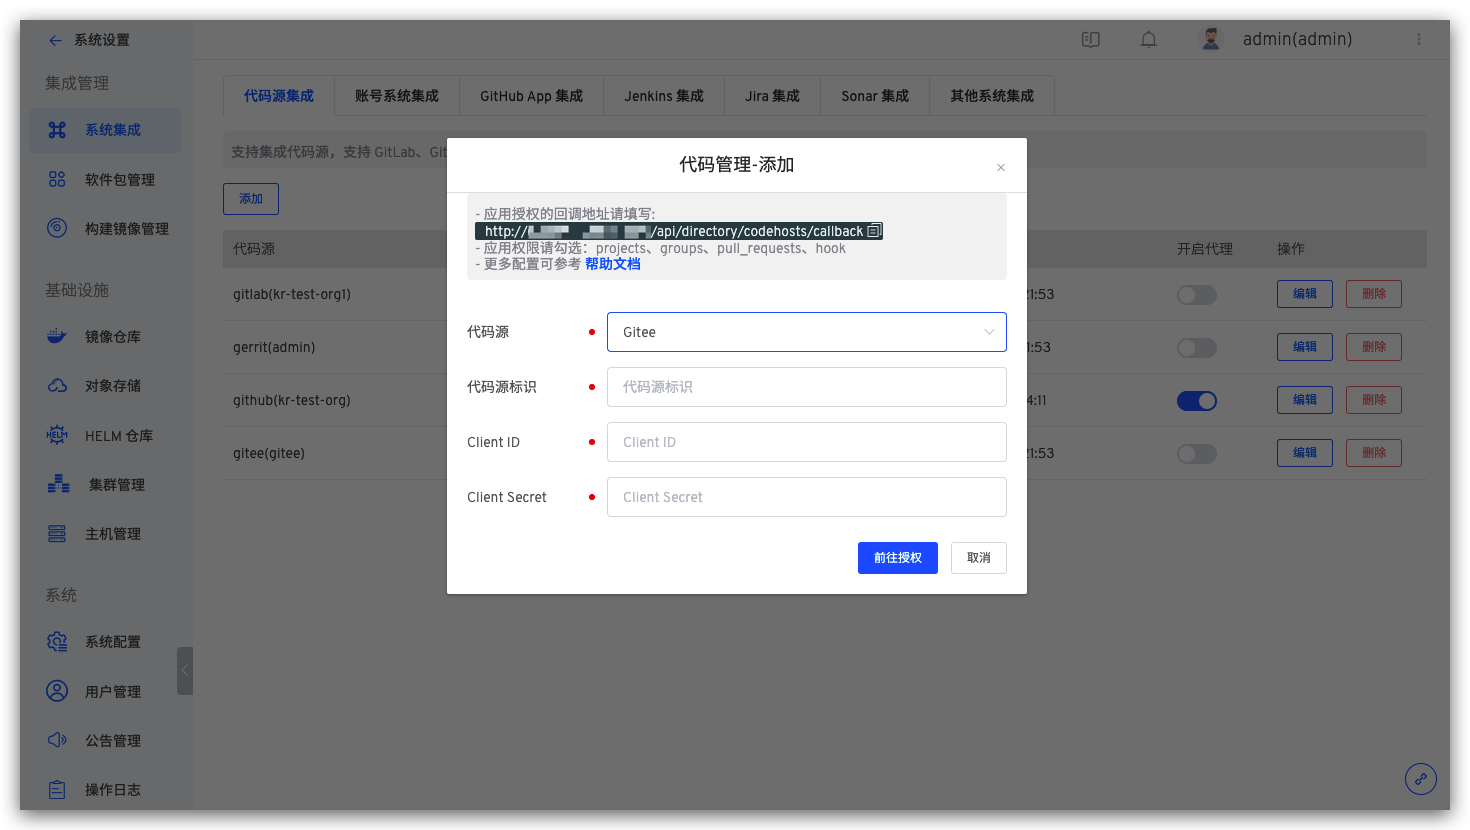 系统设置
admin(admin)
集成管理
系统集成
软件包管理
构建镜像管理
基础设施
镜像仓库
对象存储
HELM
HELM 仓库
集群管理
主机管理
系统
系统配置
用户管理
公告管理
操作日志
代码源集成 账号系统集成 GitHub App 集成 Jenkins 集成 Jira 集成 Sonar 集成 其他系统集成
支持集成代码源，支持 GitLab、Git
添加
代码源 开启代理 操作
gitlab(kr-test-org1) 21:53 编辑 删除
gerrit(admin) 1:53 编辑 删除
github(kr-test-org) 4:11 编辑 删除
gitee(gitee) 21:53 编辑 删除
代码管理-添加
- 应用授权的回调地址请填写:
http:// /api/directory/codehosts/callback
- 应用权限请勾选：projects、groups、pull_requests、hook
- 更多配置可参考 帮助文档
代码源 Gitee
代码源标识 代码源标识
Client ID Client ID
Client Secret Client Secret
前往授权 取消